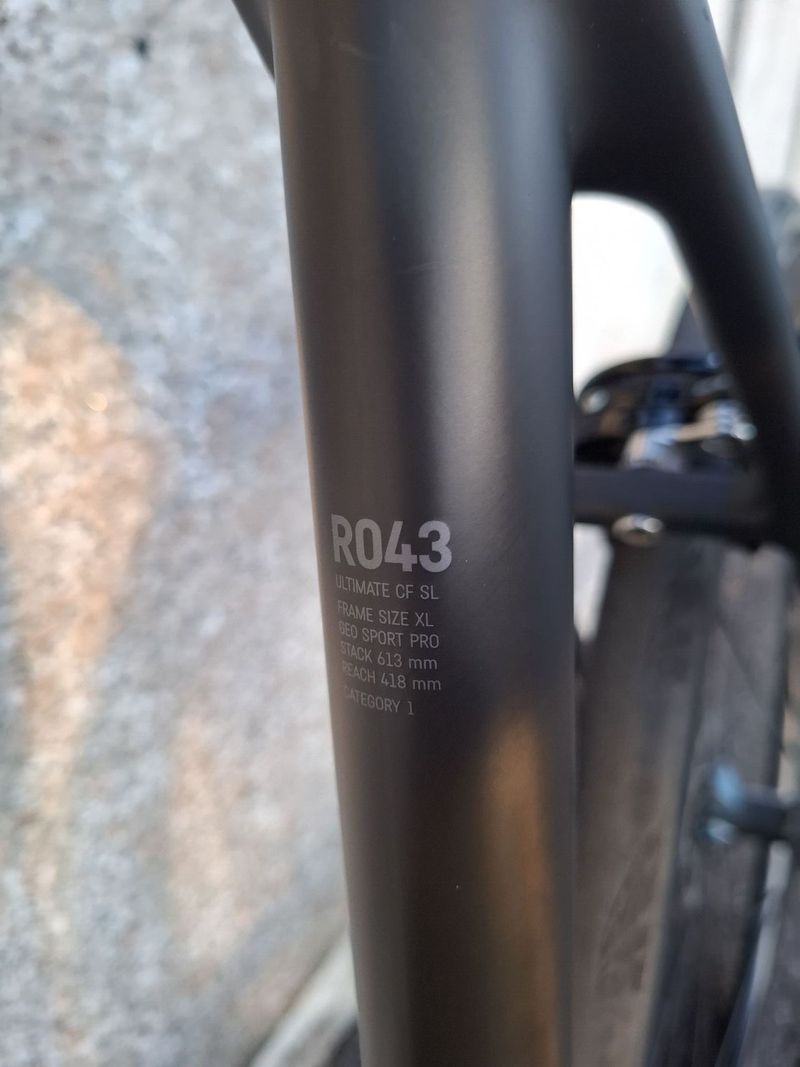 R043
ULTIMATE CF SL
FRAME SIZE XL
GEO SPORT PRO
STACK 613 mm
REACH 418 mm
CATEGORY 1